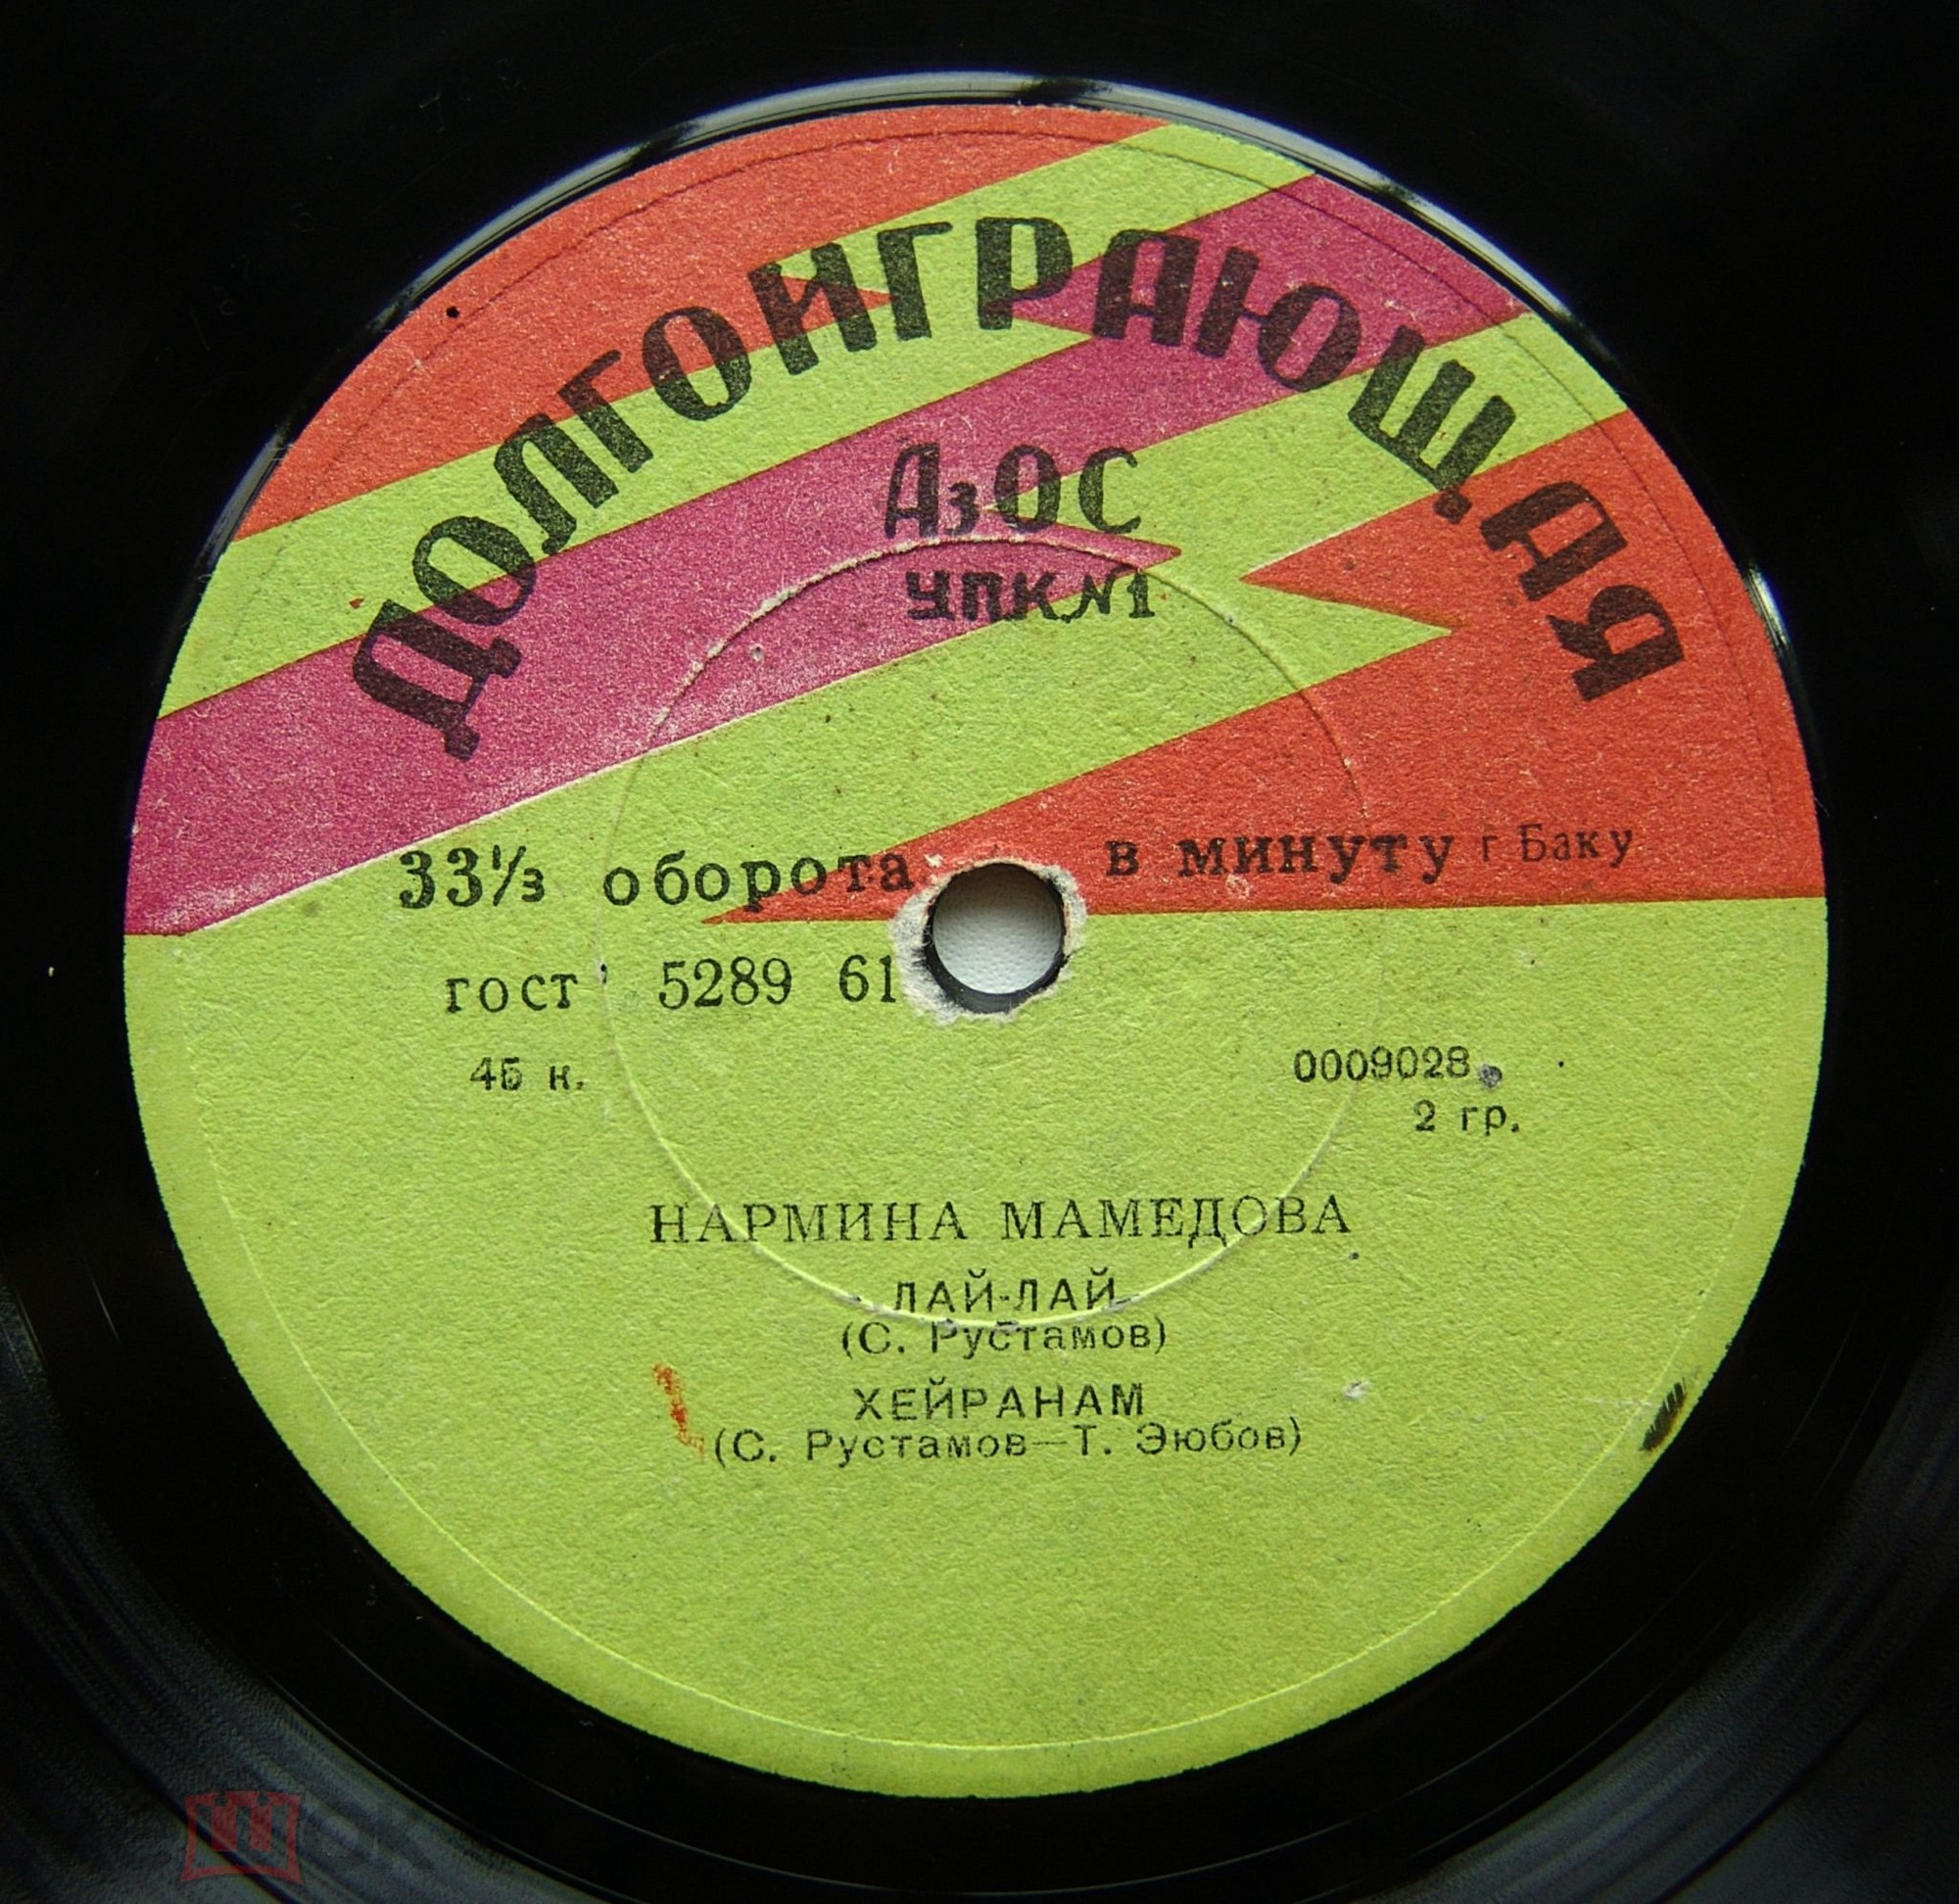 ДОЛГОИГРАЮЩАЯ
АзОС
УПК№1
33⅓ оборота в минуту г Баку
гост 5289 61
45 к.
0009028
2 гр.
НАРМИНА МАМЕДОВА
ЛАЙ-ЛАЙ
(С. Рустамов)
ХЕЙРАНАМ
(С. Рустамов—Т. Эюбов)